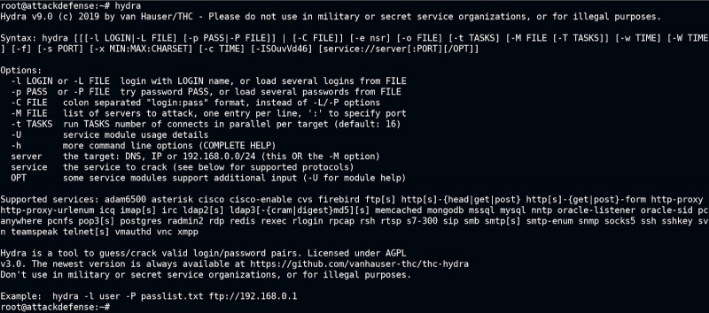 root@attackdefense:~# hydra
Hydra v9.0 (c) 2019 by van Hauser/THC - Please do not use in military or secret service organizations, or for illegal purposes.
Syntax: hydra [[[-l LOGIN|-L FILE] [-p PASS|-P FILE]] | [-C FILE]] [-e nsr] [-o FILE] [-t TASKS] [-M FILE [-T TASKS]] [-w TIME] [-W TIME
] [-f] [-s PORT] [-x MIN:MAX:CHARSET] [-c TIME] [-ISOuvVd46] [service://server[:PORT][/OPT]]
Options:
-l LOGIN or -L FILE login with LOGIN name, or load several logins from FILE
-p PASS or -P FILE try password PASS, or load several passwords from FILE
-C FILE colon separated "login:pass" format, instead of -L/-P options
-M FILE list of servers to attack, one entry per line, ':' to specify port
-t TASKS run TASKS number of connects in parallel per target (default: 16)
-U service module usage details
-h more command line options (COMPLETE HELP)
server the target: DNS, IP or 192.168.0.0/24 (this OR the -M option)
service the service to crack (see below for supported protocols)
OPT some service modules support additional input (-U for module help)
Supported services: adam6500 asterisk cisco cisco-enable cvs firebird ftp[s] http[s]-{head|get|post} http[s]-{get|post}-form http-proxy
http-proxy-urlenum icq imap[s] irc ldap2[s] ldap3[-{cram|digest}md5][s] memcached mongodb mssql mysql nntp oracle-listener oracle-sid pc
anywhere pcnfs pop3[s] postgres radmin2 rdp redis rexec rlogin rpcap rsh rtsp s7-300 sip smb smtp[s] smtp-enum snmp socks5 ssh sshkey sv
n teamspeak telnet[s] vmauthd vnc xmpp
Hydra is a tool to guess/crack valid login/password pairs. Licensed under AGPL
v3.0. The newest version is always available at https://github.com/vanhauser-thc/thc-hydra
Don't use in military or secret service organizations, or for illegal purposes.
Example: hydra -l user -P passlist.txt ftp://192.168.0.1
root@attackdefense:~#